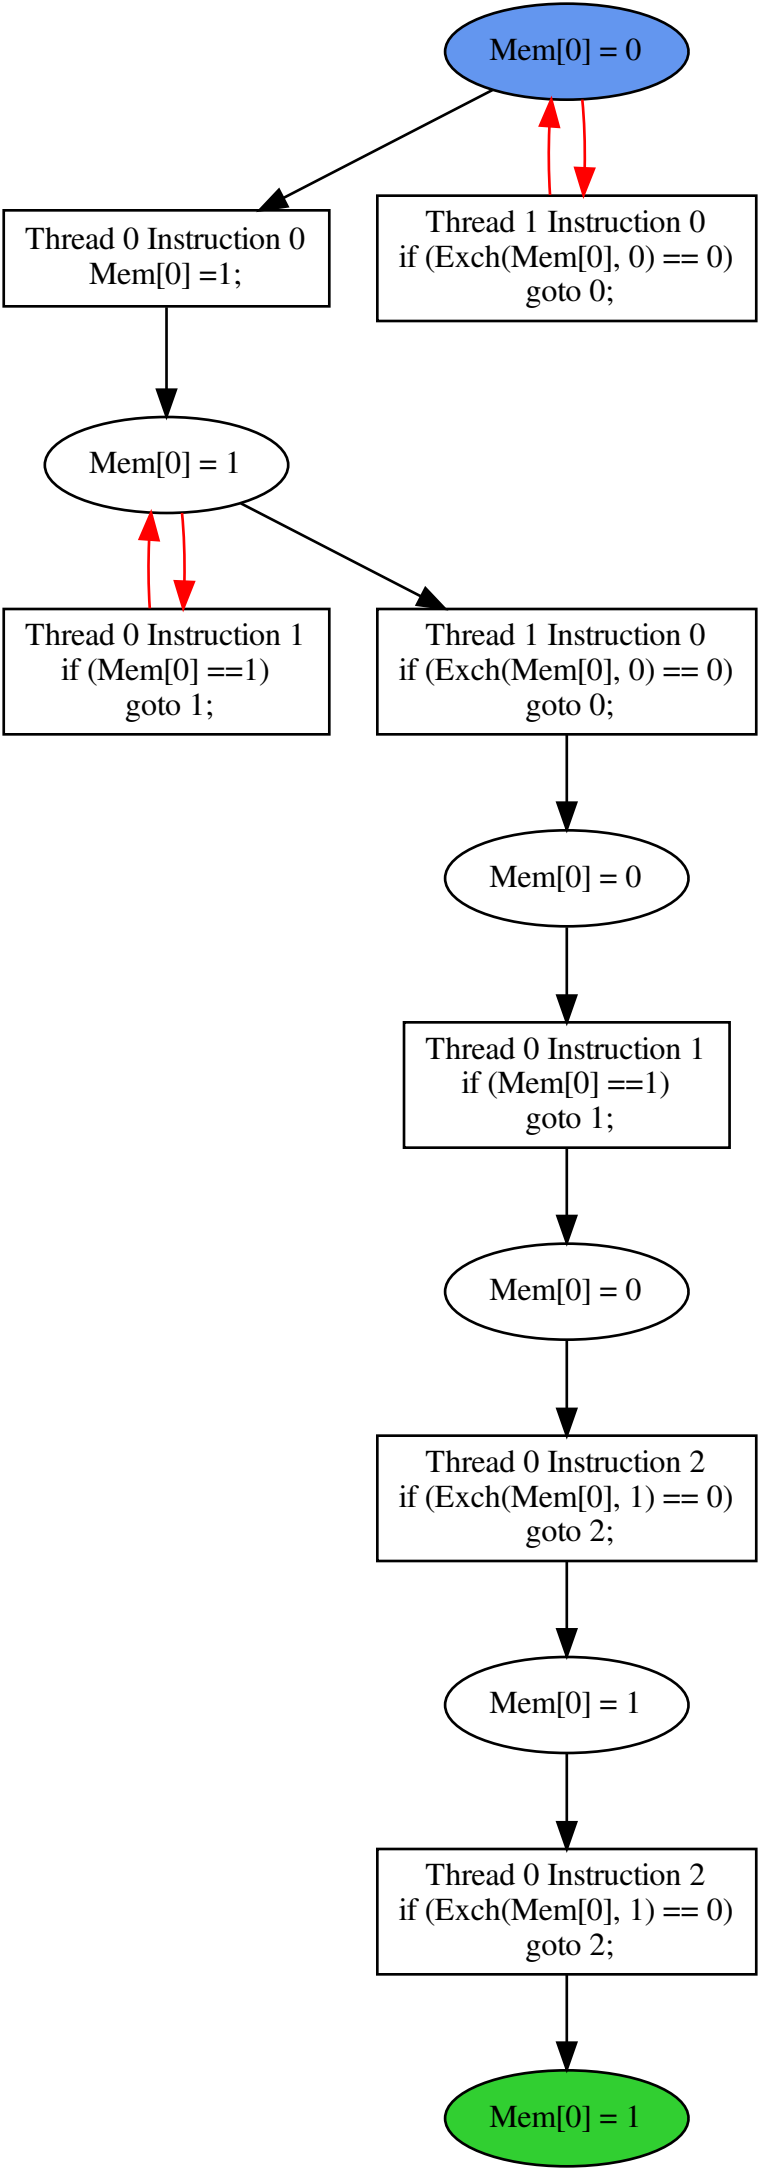 Mem[0] = 0
Thread 0 Instruction 0
Mem[0] =1;
Thread 1 Instruction 0
if (Exch(Mem[0], 0) == 0)
goto 0;
Mem[0] = 1
Thread 0 Instruction 1
if (Mem[0] ==1)
goto 1;
Thread 1 Instruction 0
if (Exch(Mem[0], 0) == 0)
goto 0;
Mem[0] = 0
Thread 0 Instruction 1
if (Mem[0] ==1)
goto 1;
Mem[0] = 0
Thread 0 Instruction 2
if (Exch(Mem[0], 1) == 0)
goto 2;
Mem[0] = 1
Thread 0 Instruction 2
if (Exch(Mem[0], 1) == 0)
goto 2;
Mem[0] = 1